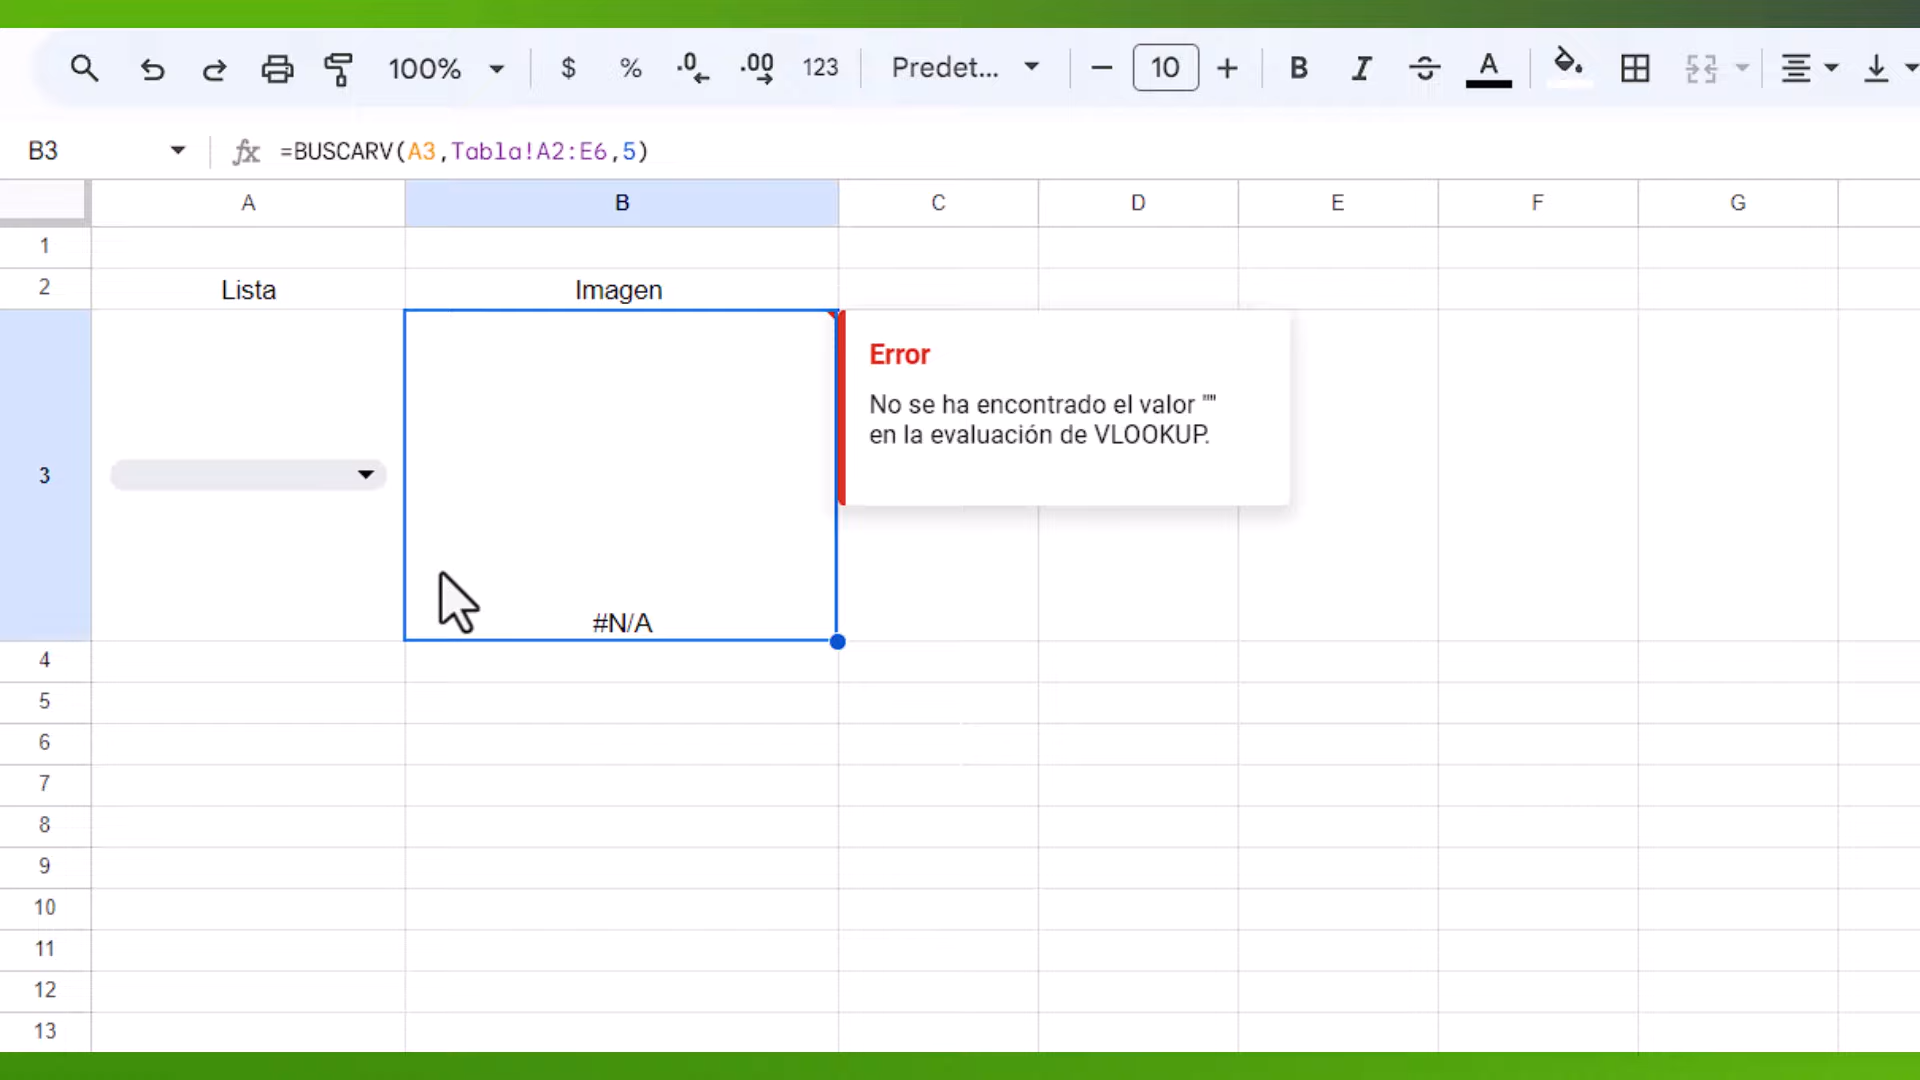 100% $ % .0 .00 123 Predet... 10 B I A
B3 fx =BUSCARV(A3,Tabla!A2:E6,5)
A B C D E F G
1
2 Lista Imagen
Error
No se ha encontrado el valor ""
en la evaluación de VLOOKUP.
3
#N/A
4
5
6
7
8
9
10
11
12
13